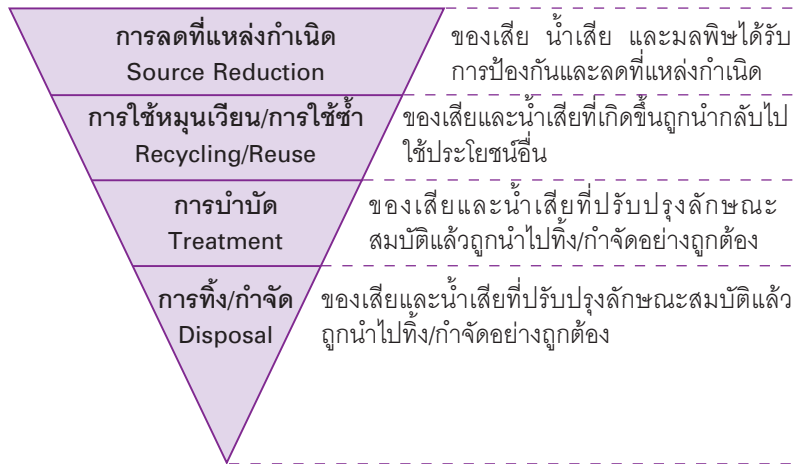 การลดที่แหล่งกำเนิด
Source Reduction
ของเสีย น้ำเสีย และมลพิษได้รับ
การป้องกันและลดที่แหล่งกำเนิด
การใช้หมุนเวียน/การใช้ซ้ำ
Recycling/Reuse
ของเสียและน้ำเสียที่เกิดขึ้นถูกนำกลับไป
ใช้ประโยชน์อื่น
การบำบัด
Treatment
ของเสียและน้ำเสียที่ปรับปรุงลักษณะ
สมบัติแล้วถูกนำไปทิ้ง/กำจัดอย่างถูกต้อง
การทิ้ง/กำจัด
Disposal
ของเสียและน้ำเสียที่ปรับปรุงลักษณะสมบัติแล้ว
ถูกนำไปทิ้ง/กำจัดอย่างถูกต้อง